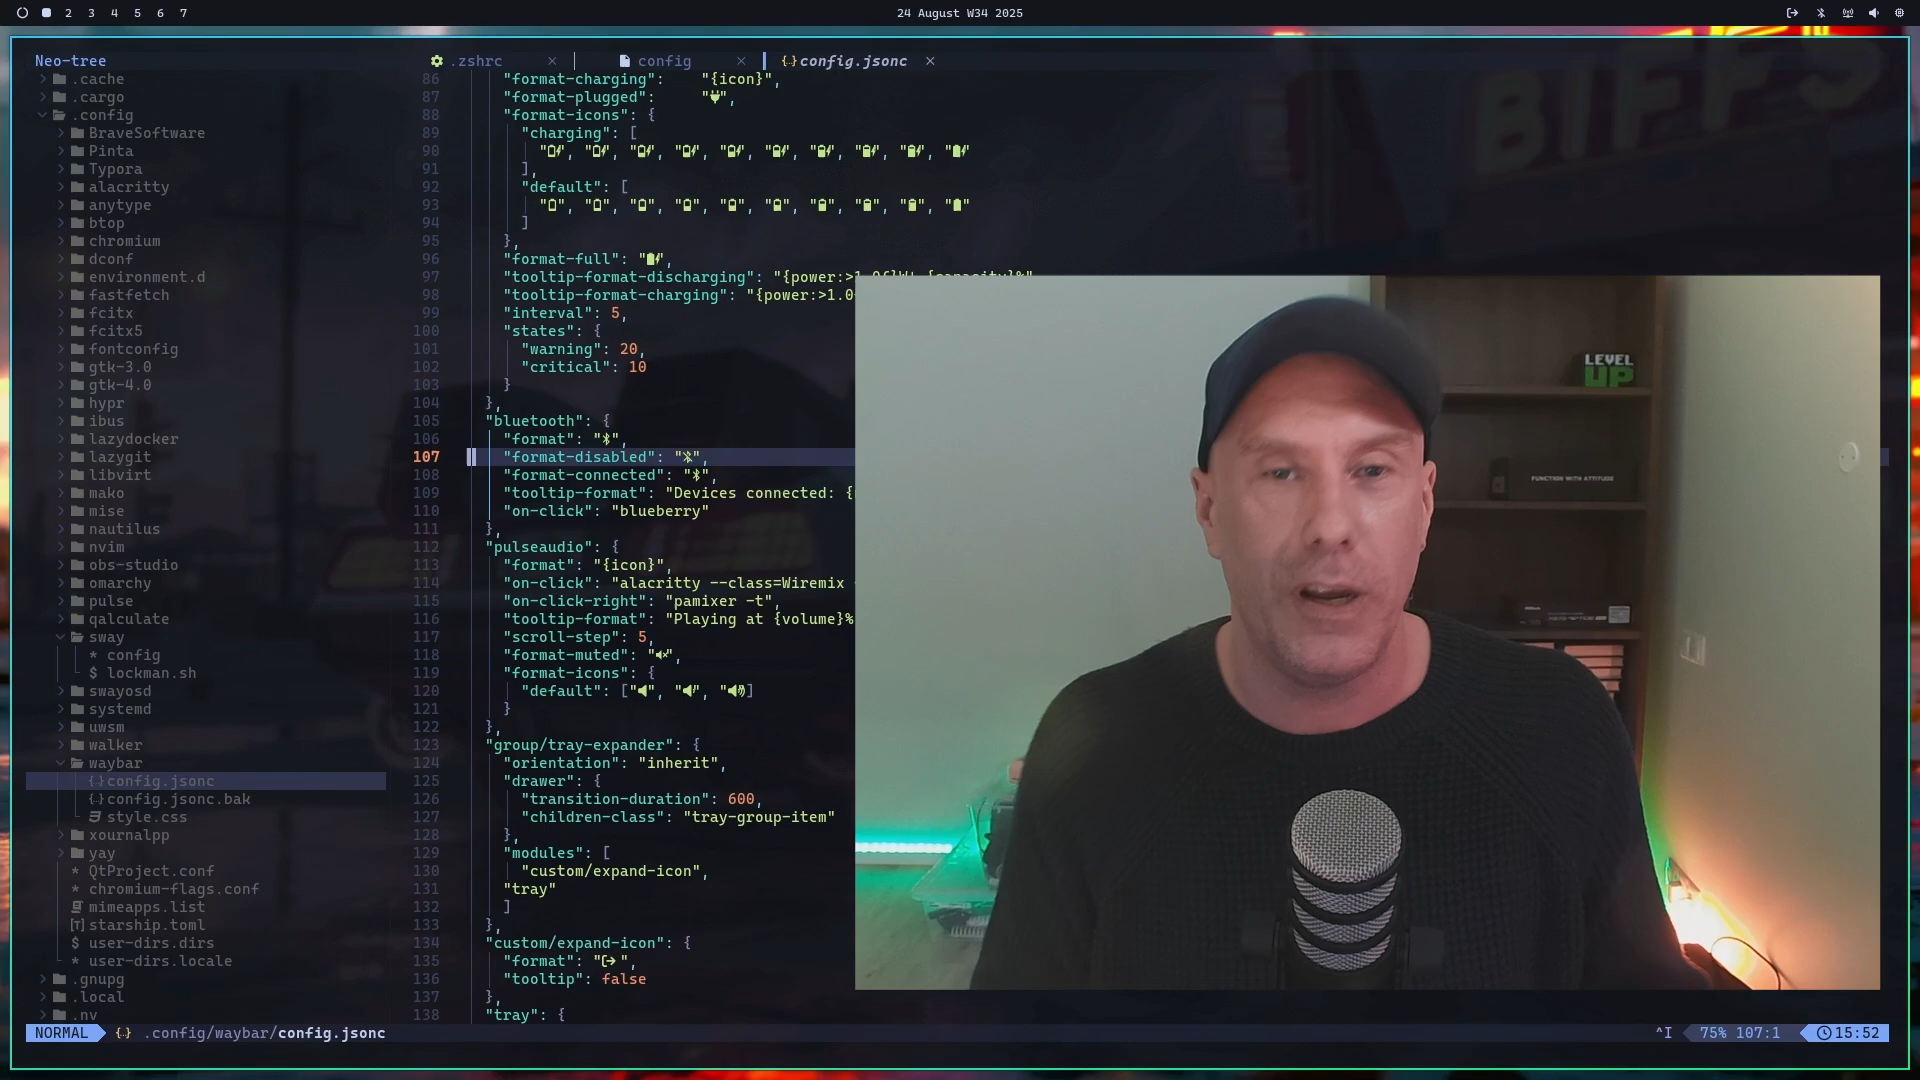 2 3 4 5 6 7
24 August W34 2025
Neo-tree
.cache
.cargo
.config
BraveSoftware
Pinta
Typora
alacritty
anytype
btop
chromium
dconf
environment.d
fastfetch
fcitx
fcitx5
fontconfig
gtk-3.0
gtk-4.0
hypr
ibus
lazydocker
lazygit
libvirt
mako
mise
nautilus
nvim
obs-studio
omarchy
pulse
qalculate
sway
* config
$ lockman.sh
swayosd
systemd
uwsm
walker
waybar
config.jsonc
config.jsonc.bak
style.css
xournalpp
yay
* QtProject.conf
* chromium-flags.conf
mimeapps.list
starship.toml
$ user-dirs.dirs
* user-dirs.locale
.gnupg
.local
.nv
.zshrc × config × {} config.jsonc ×
86 "format-charging": "{icon}",
87 "format-plugged": "",
88 "format-icons": {
89 "charging": [
90 "", "", "", "", "", "", "", "", "", ""
91 ],
92 "default": [
93 "", "", "", "", "", "", "", "", "", ""
94 ]
95 },
96 "format-full": "",
97 "tooltip-format-discharging": "{power:>1.0f}W↓ {capacity}%"
98 "tooltip-format-charging": "{power:>1.0
99 "interval": 5,
100 "states": {
101 "warning": 20,
102 "critical": 10
103 }
104 },
105 "bluetooth": {
106 "format": "",
107 "format-disabled": "",
108 "format-connected": "",
109 "tooltip-format": "Devices connected: {
110 "on-click": "blueberry"
111 },
112 "pulseaudio": {
113 "format": "{icon}",
114 "on-click": "alacritty --class=Wiremix
115 "on-click-right": "pamixer -t",
116 "tooltip-format": "Playing at {volume}%
117 "scroll-step": 5,
118 "format-muted": "",
119 "format-icons": {
120 "default": ["", "", ""]
121 }
122 },
123 "group/tray-expander": {
124 "orientation": "inherit",
125 "drawer": {
126 "transition-duration": 600,
127 "children-class": "tray-group-item"
128 },
129 "modules": [
130 "custom/expand-icon",
131 "tray"
132 ]
133 },
134 "custom/expand-icon": {
135 "format": " ",
136 "tooltip": false
137 },
138 "tray": {
BIFFS
LEVEL
UP
FUNCTION WITH ATTITUDE
NORMAL {..} .config/waybar/config.jsonc ^I 75% 107:1 15:52